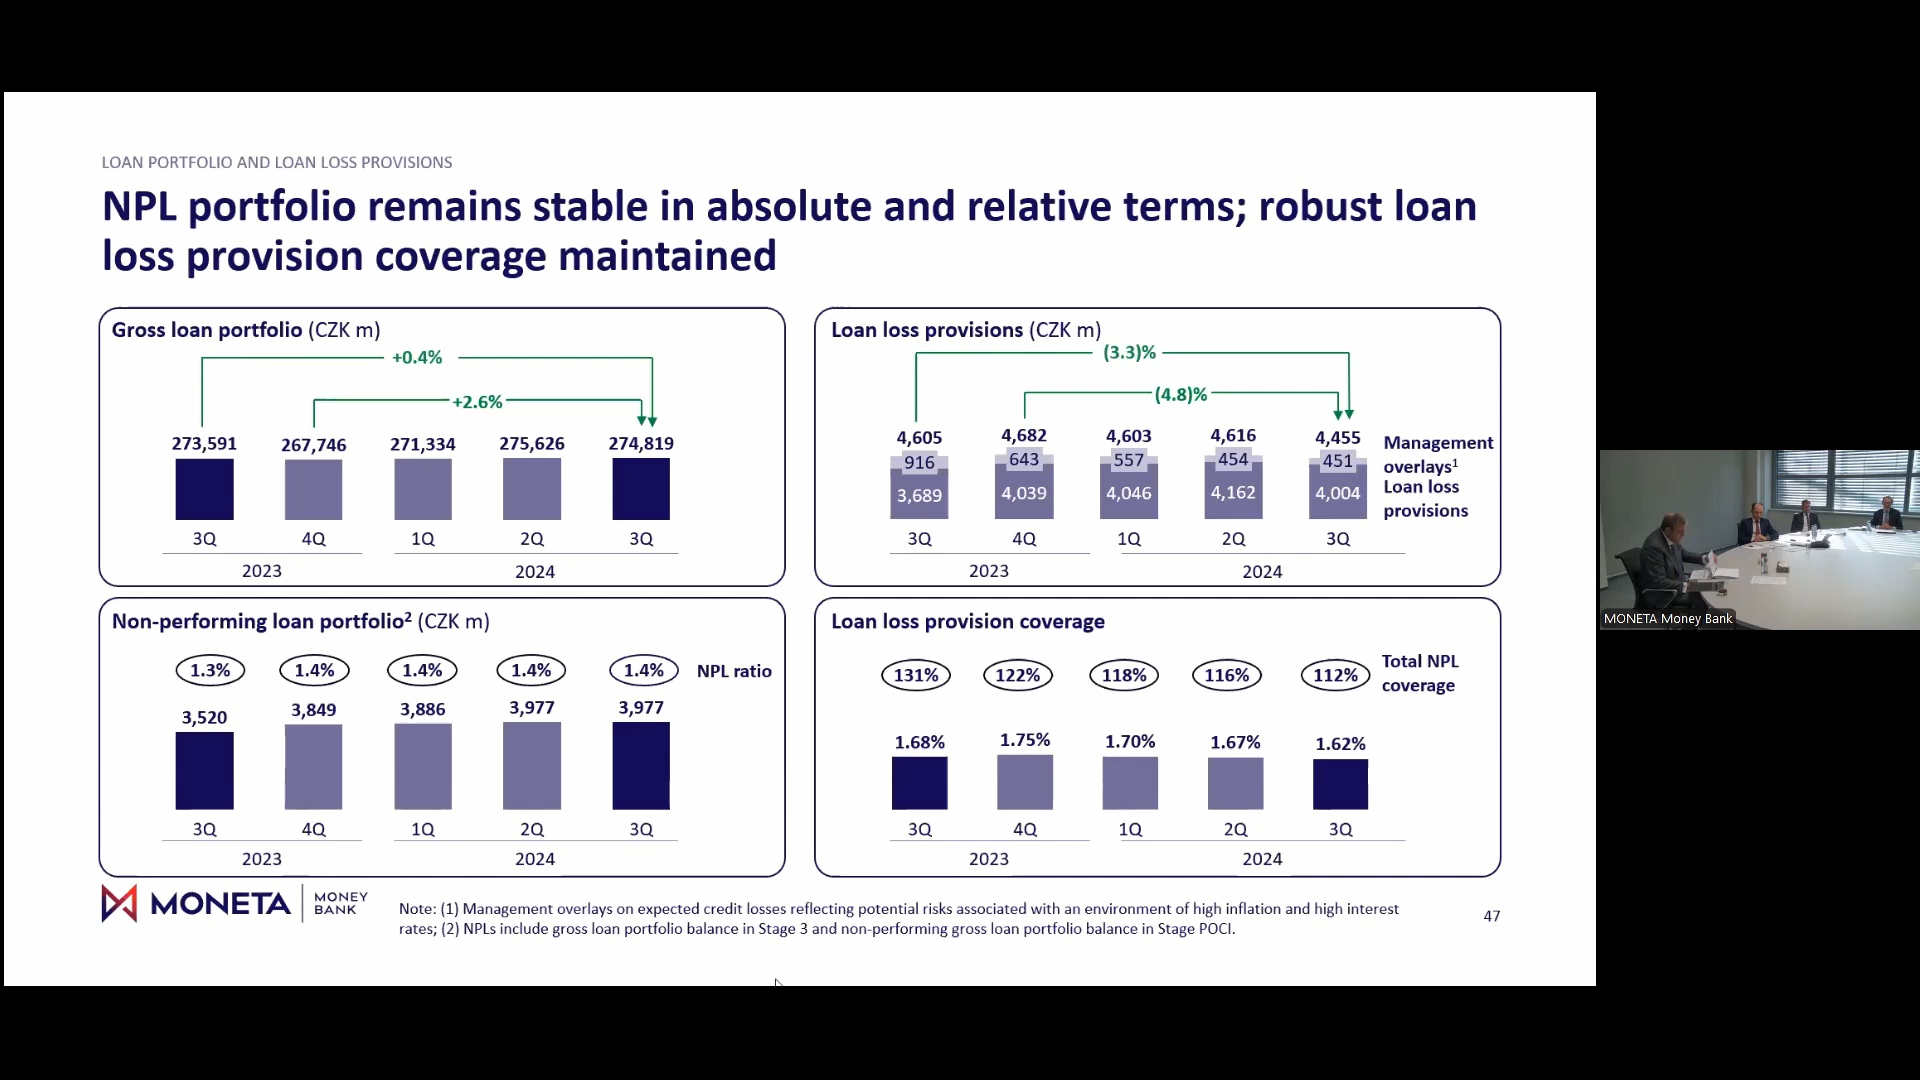 LOAN PORTFOLIO AND LOAN LOSS PROVISIONS
NPL portfolio remains stable in absolute and relative terms; robust loan
loss provision coverage maintained
Gross loan portfolio (CZK m)
+0.4%
+2.6%
273,591 267,746 271,334 275,626 274,819
3Q 4Q 1Q 2Q 3Q
2023 2024
Loan loss provisions (CZK m)
(3.3)%
(4.8)%
4,605 4,682 4,603 4,616 4,455
916 643 557 454 451
3,689 4,039 4,046 4,162 4,004
Management
overlays¹
Loan loss
provisions
3Q 4Q 1Q 2Q 3Q
2023 2024
Non-performing loan portfolio² (CZK m)
1.3% 1.4% 1.4% 1.4% 1.4% NPL ratio
3,520 3,849 3,886 3,977 3,977
3Q 4Q 1Q 2Q 3Q
2023 2024
Loan loss provision coverage
131% 122% 118% 116% 112%
Total NPL
coverage
1.68% 1.75% 1.70% 1.67% 1.62%
3Q 4Q 1Q 2Q 3Q
2023 2024
MONETA
MONEY
BANK
Note: (1) Management overlays on expected credit losses reflecting potential risks associated with an environment of high inflation and high interest
rates; (2) NPLs include gross loan portfolio balance in Stage 3 and non-performing gross loan portfolio balance in Stage POCI.
47
MONETA Money Bank